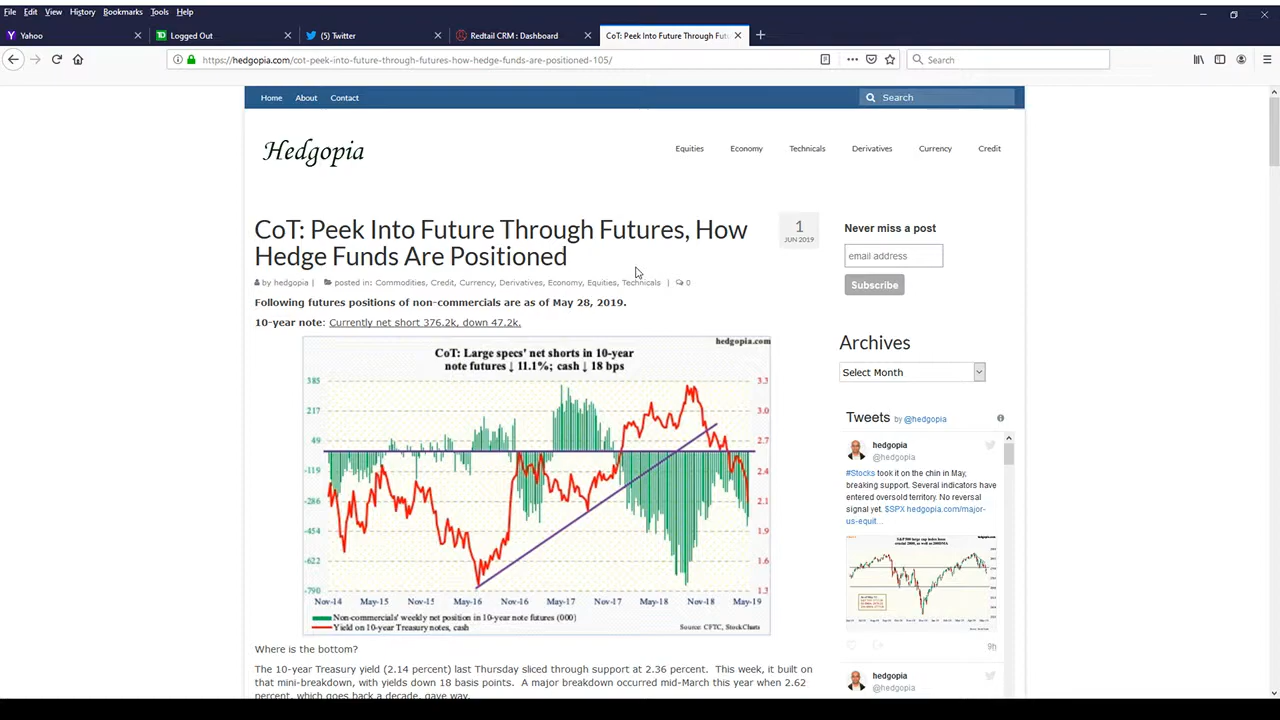 File Edit View History Bookmarks Tools Help
Yahoo
Logged Out
(5) Twitter
Redtail CRM : Dashboard
CoT: Peek Into Future Through Fut
https://hedgopia.com/cot-peek-into-future-through-futures-how-hedge-funds-are-positioned-105/
Search
Home About Contact
Search
Hedgopia
Equities Economy Technicals Derivatives Currency Credit
CoT: Peek Into Future Through Futures, How
Hedge Funds Are Positioned
1
JUN 2019
by hedgopia | posted in: Commodities, Credit, Currency, Derivatives, Economy, Equities, Technicals | 0
Following futures positions of non-commercials are as of May 28, 2019.
10-year note: Currently net short 376.2k, down 47.2k.
hedgopia.com
CoT: Large specs' net shorts in 10-year
note futures ↓ 11.1%; cash ↓ 18 bps
385 3.3
217 3.0
49 2.7
-119 2.4
-286 2.1
-454 1.9
-622 1.6
-790 1.3
Nov-14 May-15 Nov-15 May-16 Nov-16 May-17 Nov-17 May-18 Nov-18 May-19
Non-commercials' weekly net position in 10-year note futures (000)
Yield on 10-year Treasury notes, cash
Source: CFTC, StockCharts
Where is the bottom?
The 10-year Treasury yield (2.14 percent) last Thursday sliced through support at 2.36 percent. This week, it built on
that mini-breakdown, with yields down 18 basis points. A major breakdown occurred mid-March this year when 2.62
percent, which goes back a decade, gave way.
Never miss a post
email address
Subscribe
Archives
Select Month
Tweets by @hedgopia
hedgopia
@hedgopia
#Stocks took it on the chin in May,
breaking support. Several indicators have
entered oversold territory. No reversal
signal yet. $SPX hedgopia.com/major-
us-equit…
9h
hedgopia
@hedgopia